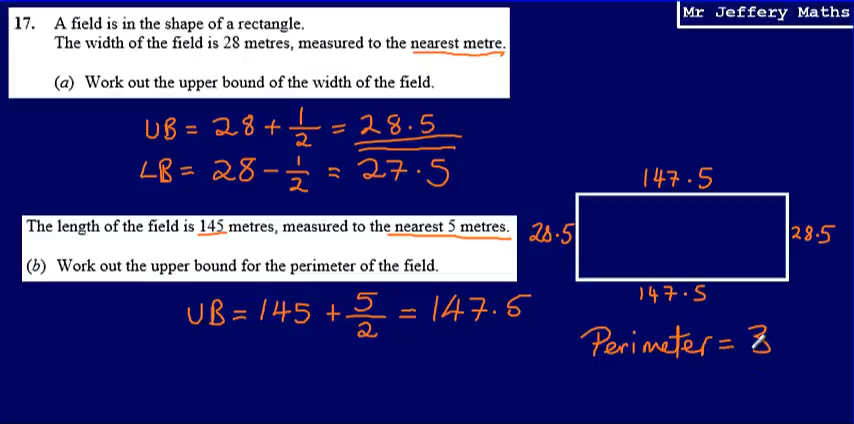 Mr Jeffery Maths
17. A field is in the shape of a rectangle.
The width of the field is 28 metres, measured to the nearest metre.
(a) Work out the upper bound of the width of the field.
UB = 28 + 1/2 = 28.5
LB = 28 - 1/2 = 27.5
The length of the field is 145 metres, measured to the nearest 5 metres.
(b) Work out the upper bound for the perimeter of the field.
UB = 145 + 5/2 = 147.5
147.5
28.5
28.5
147.5
Perimeter = 3